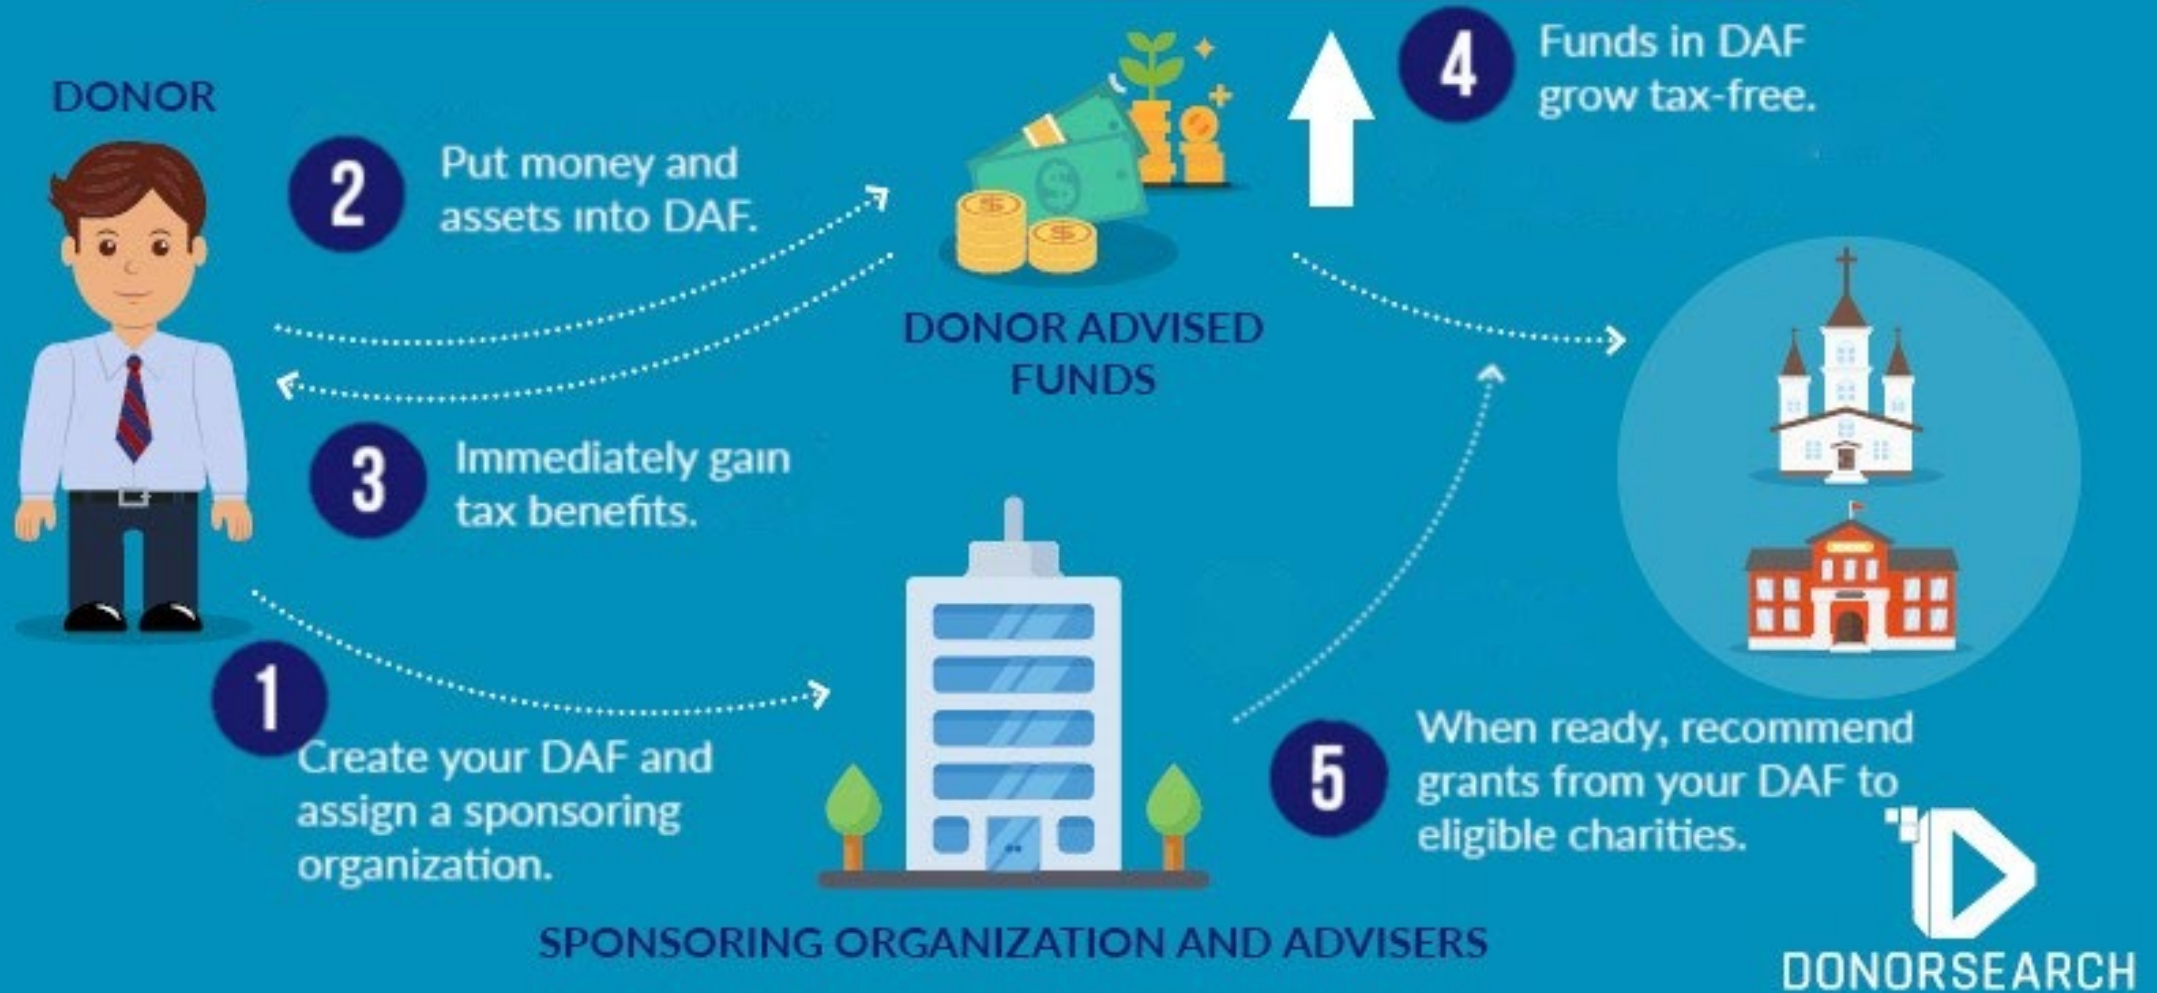 DONOR
2
Put money and
assets into DAF.
4
Funds in DAF
grow tax-free.
DONOR ADVISED
FUNDS
3
Immediately gain
tax benefits.
1
Create your DAF and
assign a sponsoring
organization.
5
When ready, recommend
grants from your DAF to
eligible charities.
SPONSORING ORGANIZATION AND ADVISERS
DONORSEARCH